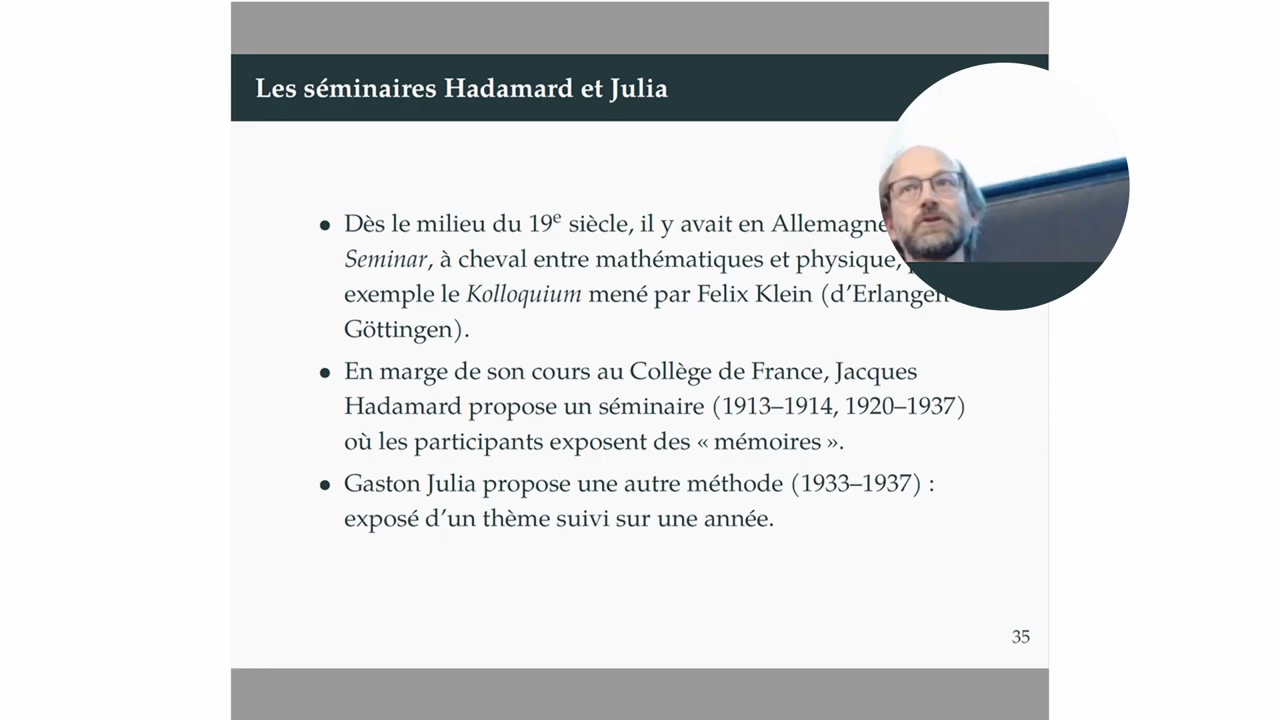 Les séminaires Hadamard et Julia
• Dès le milieu du 19e siècle, il y avait en Allemagne
Seminar, à cheval entre mathématiques et physique,
exemple le Kolloquium mené par Felix Klein (d’Erlangen
Göttingen).
• En marge de son cours au Collège de France, Jacques
Hadamard propose un séminaire (1913–1914, 1920–1937)
où les participants exposent des « mémoires ».
• Gaston Julia propose une autre méthode (1933–1937) :
exposé d’un thème suivi sur une année.
35